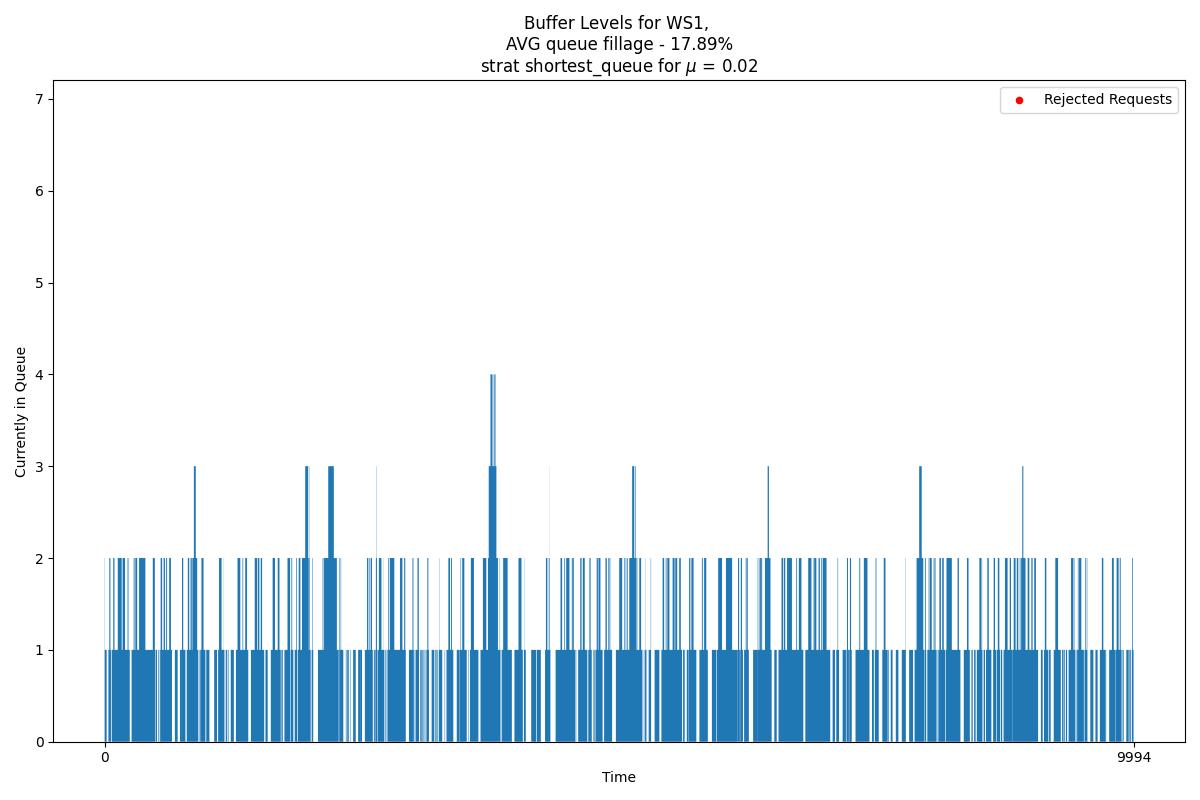 Buffer Levels for WS1,
AVG queue fillage - 17.89%
strat shortest_queue for μ = 0.02
Rejected Requests
7
6
5
4
3
2
1
0
Currently in Queue
0
9994
Time